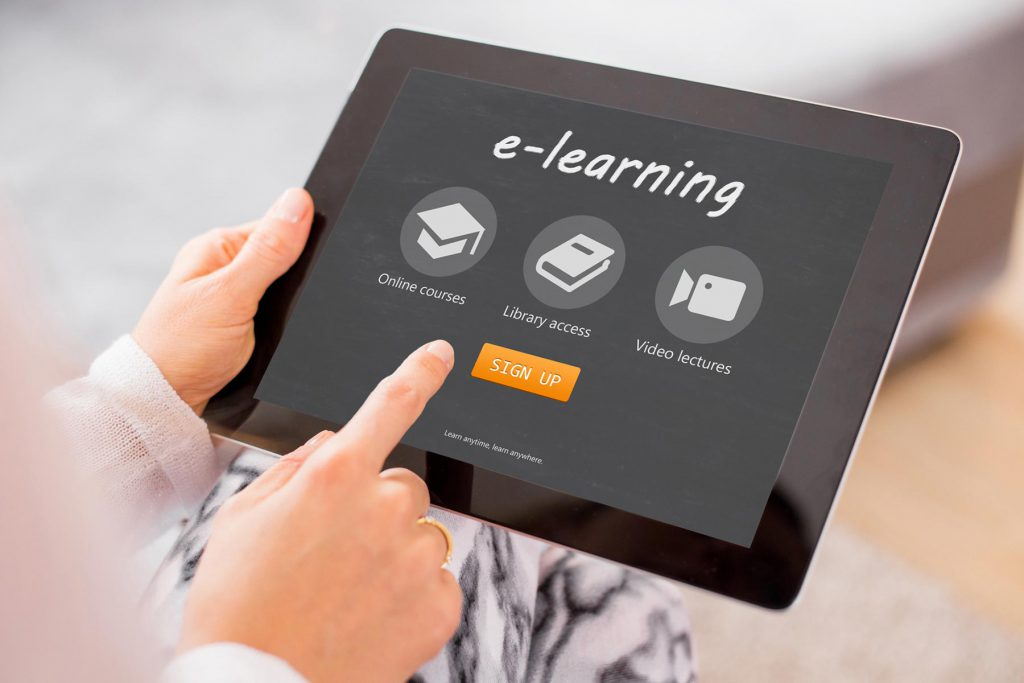 e-learning
Online courses
Library access
Video lectures
SIGN UP
Learn anytime, learn anywhere.